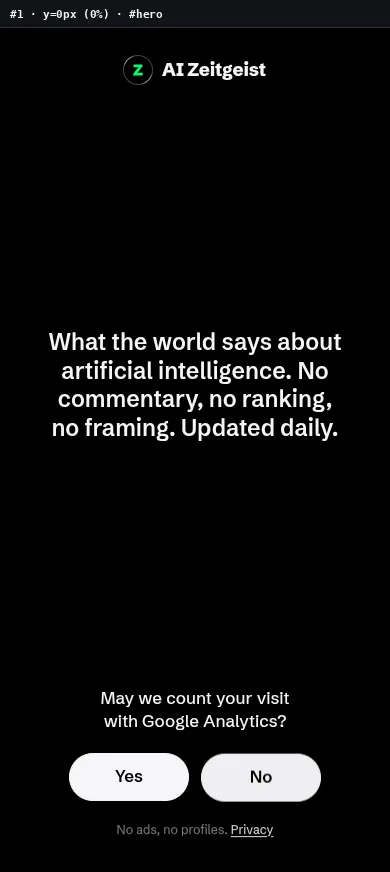 #1 · y=0px (0%) · #hero
Z AI Zeitgeist
What the world says about
artificial intelligence. No
commentary, no ranking,
no framing. Updated daily.
May we count your visit
with Google Analytics?
Yes No
No ads, no profiles. Privacy